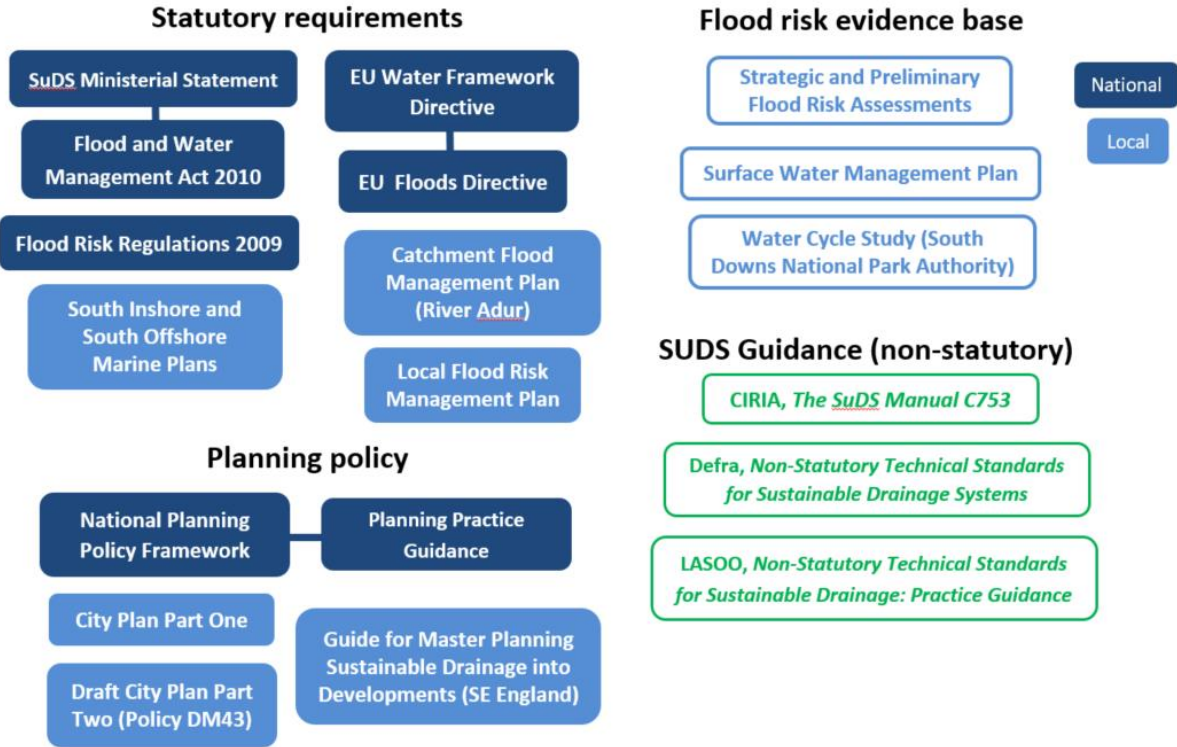 Statutory requirements
SuDS Ministerial Statement
Flood and Water
Management Act 2010
Flood Risk Regulations 2009
South Inshore and
South Offshore
Marine Plans
EU Water Framework
Directive
EU Floods Directive
Catchment Flood
Management Plan
(River Adur)
Local Flood Risk
Management Plan
Planning policy
National Planning
Policy Framework
Planning Practice
Guidance
City Plan Part One
Draft City Plan Part
Two (Policy DM43)
Guide for Master Planning
Sustainable Drainage into
Developments (SE England)
Flood risk evidence base
Strategic and Preliminary
Flood Risk Assessments
Surface Water Management Plan
Water Cycle Study (South
Downs National Park Authority)
National
Local
SUDS Guidance (non-statutory)
CIRIA, The SuDS Manual C753
Defra, Non-Statutory Technical Standards
for Sustainable Drainage Systems
LASOO, Non-Statutory Technical Standards
for Sustainable Drainage: Practice Guidance